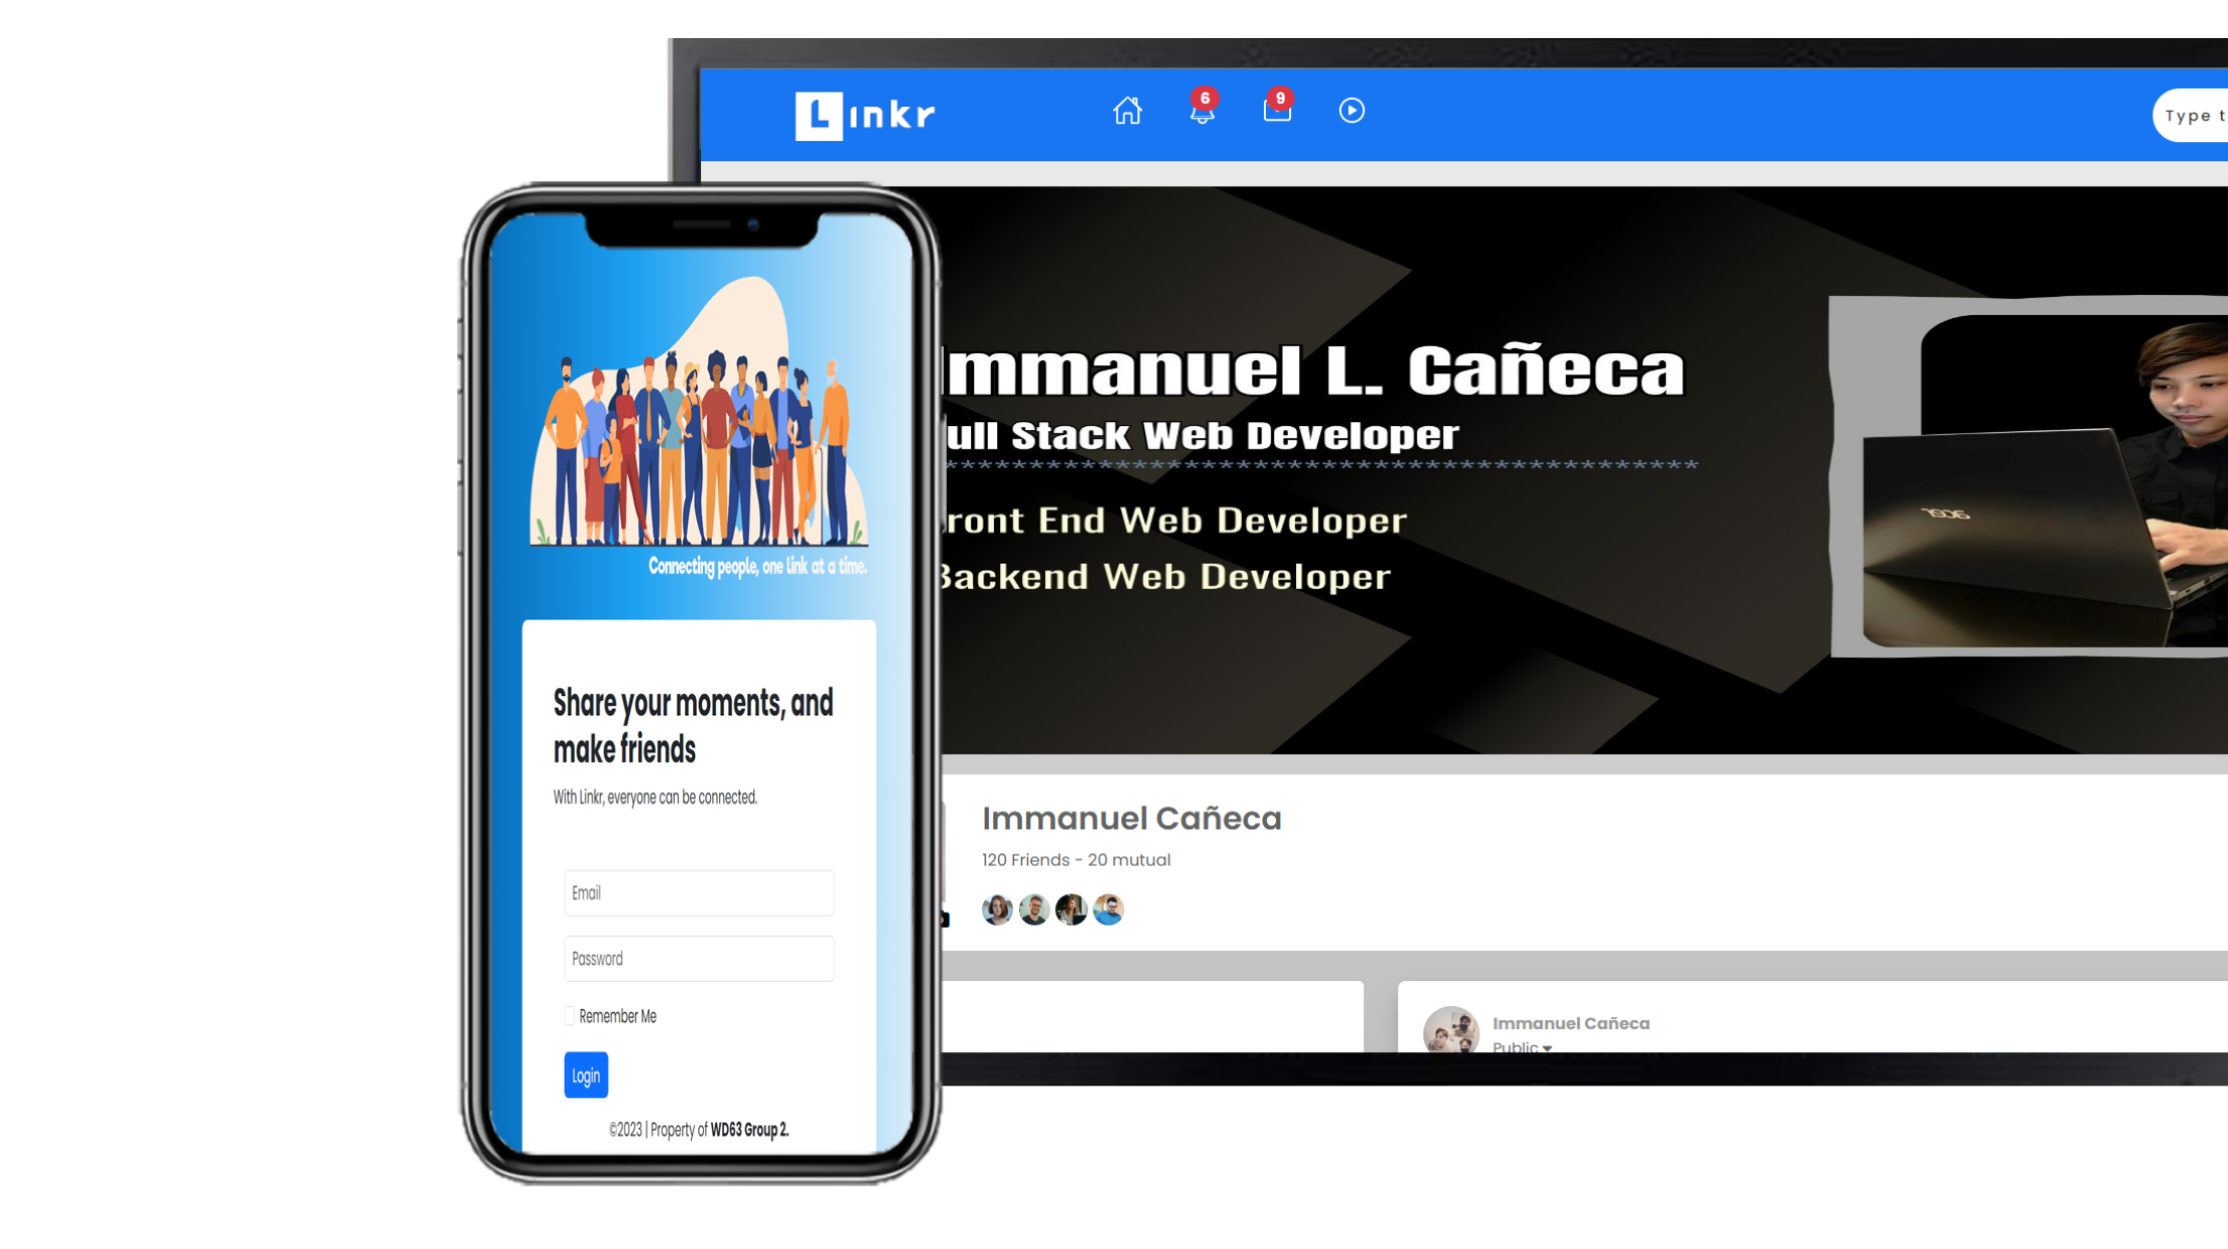 Linkr
6
9
Type t
mmanuel L. Cañeca
ull Stack Web Developer
*******************************************
ront End Web Developer
Backend Web Developer
acer
Immanuel Cañeca
120 Friends - 20 mutual
Immanuel Cañeca
Public
Connecting people, one link at a time.
Share your moments, and
make friends
With Linkr, everyone can be connected.
Email
Password
Remember Me
Login
©2023 | Property of WD63 Group 2.